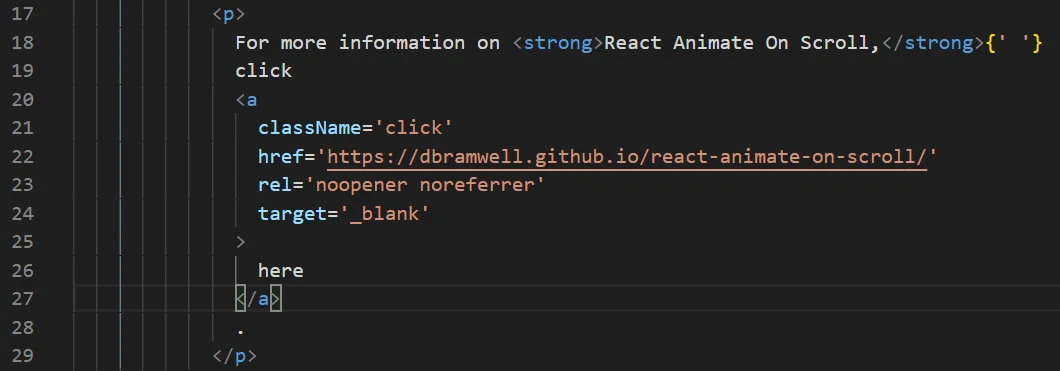 17 <p>
18 For more information on <strong>React Animate On Scroll,</strong>{' '}
19 click
20 <a
21 className='click'
22 href='https://dbramwell.github.io/react-animate-on-scroll/'
23 rel='noopener noreferrer'
24 target='_blank'
25 >
26 here
27 </a>
28 .
29 </p>